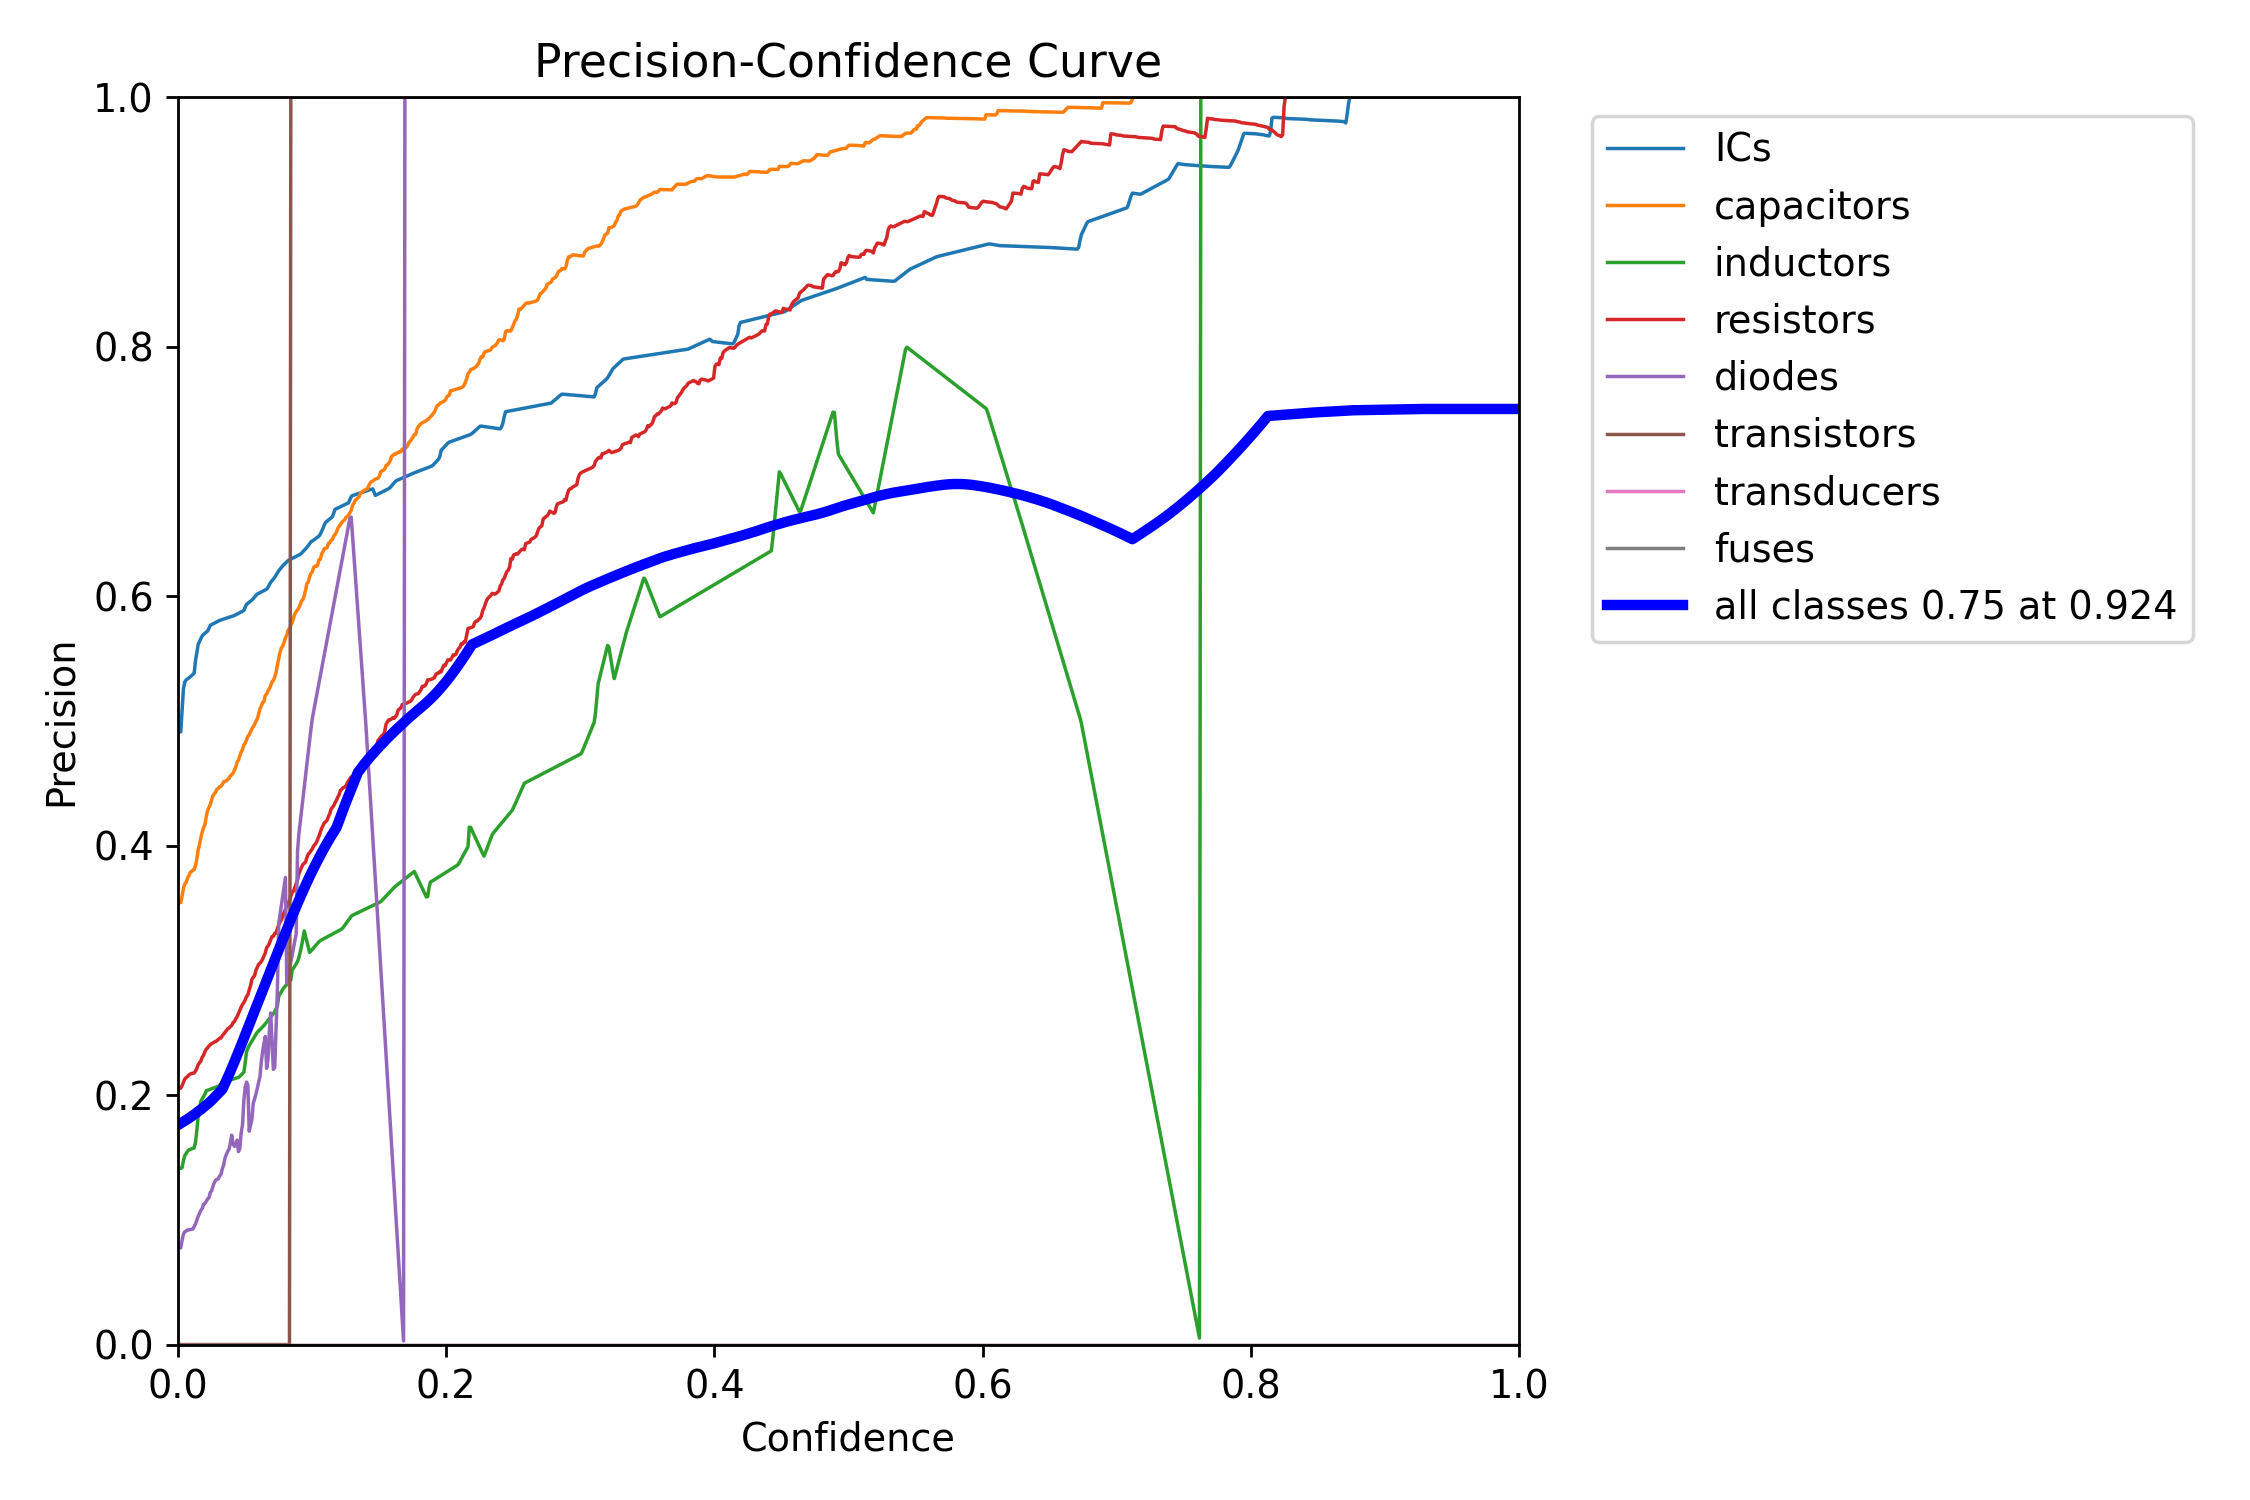 Precision-Confidence Curve
1.0
0.8
0.6
0.4
0.2
0.0
Precision
0.0 0.2 0.4 0.6 0.8 1.0
Confidence
ICs
capacitors
inductors
resistors
diodes
transistors
transducers
fuses
all classes 0.75 at 0.924